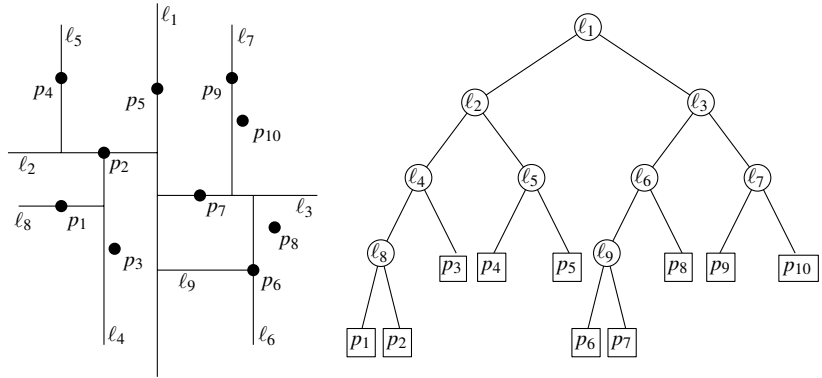 ℓ1
ℓ5
ℓ7
p4
p5
p9
p10
ℓ2
p2
p7
ℓ3
ℓ8
p1
p3
p8
ℓ9
p6
ℓ4
ℓ6
ℓ1
ℓ2 ℓ3
ℓ4 ℓ5 ℓ6 ℓ7
ℓ8 p3 p4 p5 ℓ9 p8 p9 p10
p1 p2 p6 p7